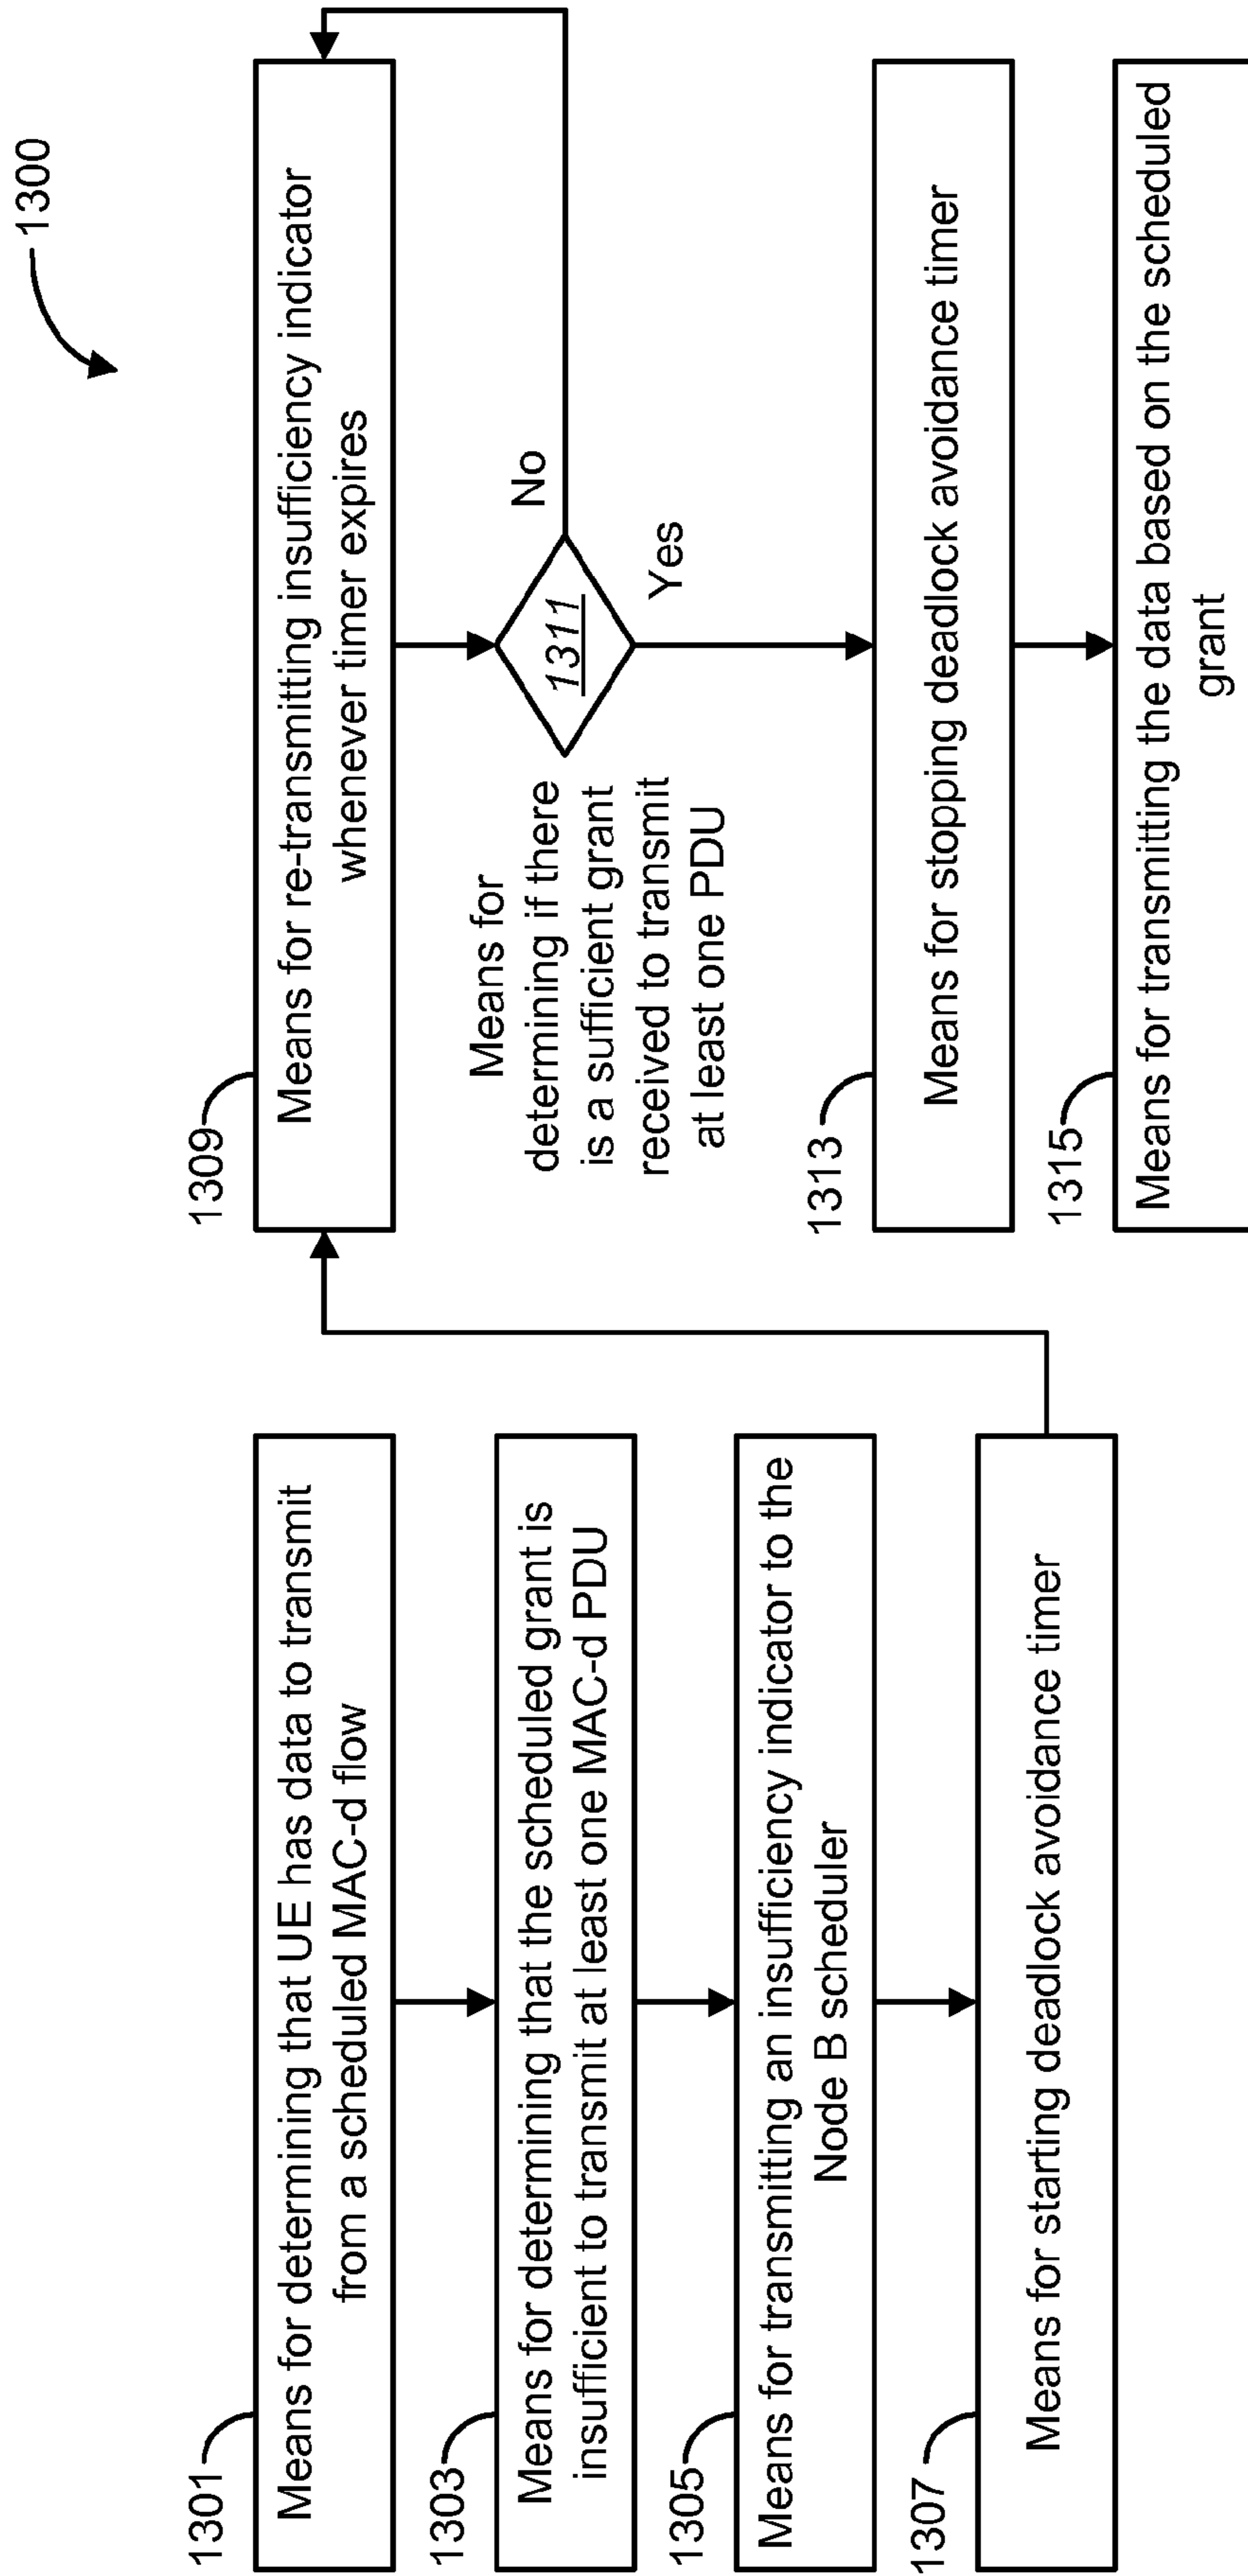 1300
1301
Means for determining that UE has data to transmit
from a scheduled MAC-d flow
1303
Means for determining that the scheduled grant is
insufficient to transmit at least one MAC-d PDU
1305
Means for transmitting an insufficiency indicator to the
Node B scheduler
1307
Means for starting deadlock avoidance timer
1309
Means for re-transmitting insufficiency indicator
whenever timer expires
Means for
determining if there
is a sufficient grant
received to transmit
at least one PDU
1311
No
Yes
1313
Means for stopping deadlock avoidance timer
1315
Means for transmitting the data based on the scheduled
grant